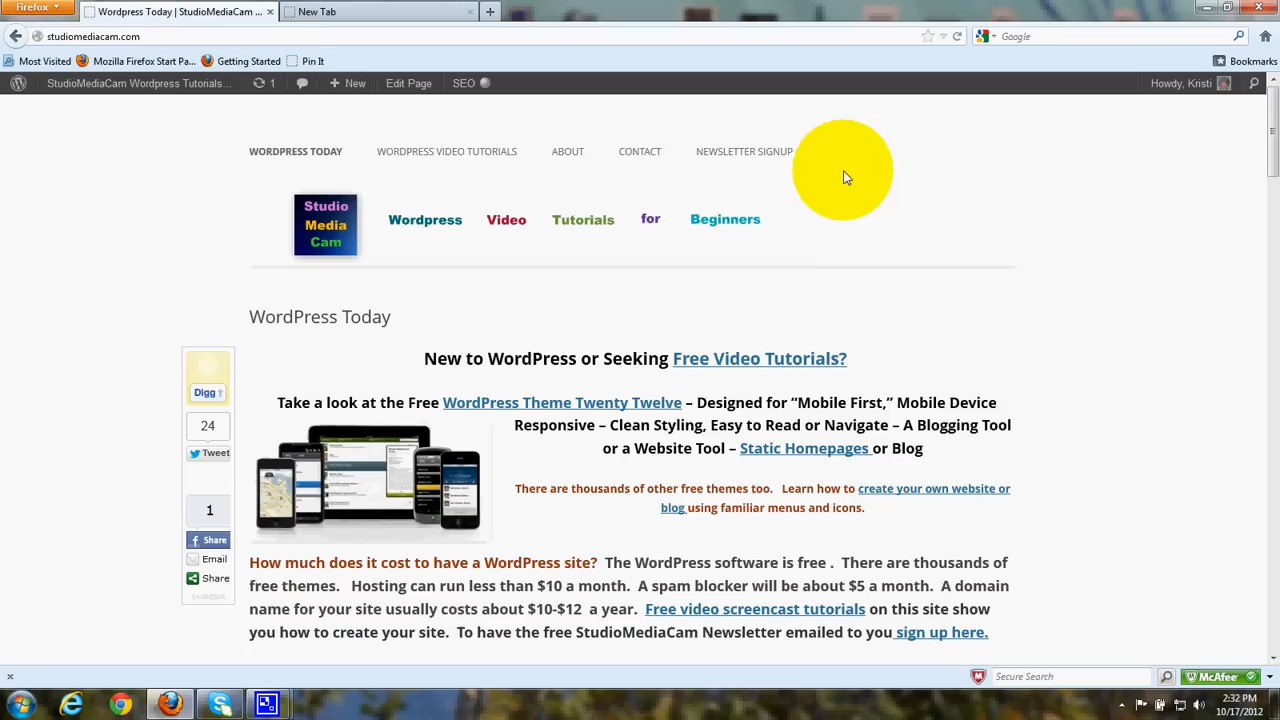 Firefox
Wordpress Today | StudioMediaCam ...
New Tab
studiomediacam.com
Google
Most Visited
Mozilla Firefox Start Pa...
Getting Started
Pin It
Bookmarks
StudioMediaCam Wordpress Tutorials...
1
New
Edit Page
SEO
Howdy, Kristi
WORDPRESS TODAY
WORDPRESS VIDEO TUTORIALS
ABOUT
CONTACT
NEWSLETTER SIGNUP
Studio
Media
Cam
Wordpress Video Tutorials for Beginners
WordPress Today
New to WordPress or Seeking Free Video Tutorials?
Take a look at the Free WordPress Theme Twenty Twelve – Designed for “Mobile First,” Mobile Device
Responsive – Clean Styling, Easy to Read or Navigate – A Blogging Tool
or a Website Tool – Static Homepages or Blog
There are thousands of other free themes too. Learn how to create your own website or
blog using familiar menus and icons.
Digg
24
Tweet
1
Share
Email
Share
SHAREBAR
How much does it cost to have a WordPress site? The WordPress software is free . There are thousands of
free themes. Hosting can run less than $10 a month. A spam blocker will be about $5 a month. A domain
name for your site usually costs about $10-$12 a year. Free video screencast tutorials on this site show
you how to create your site. To have the free StudioMediaCam Newsletter emailed to you sign up here.
Secure Search
McAfee
2:32 PM
10/17/2012